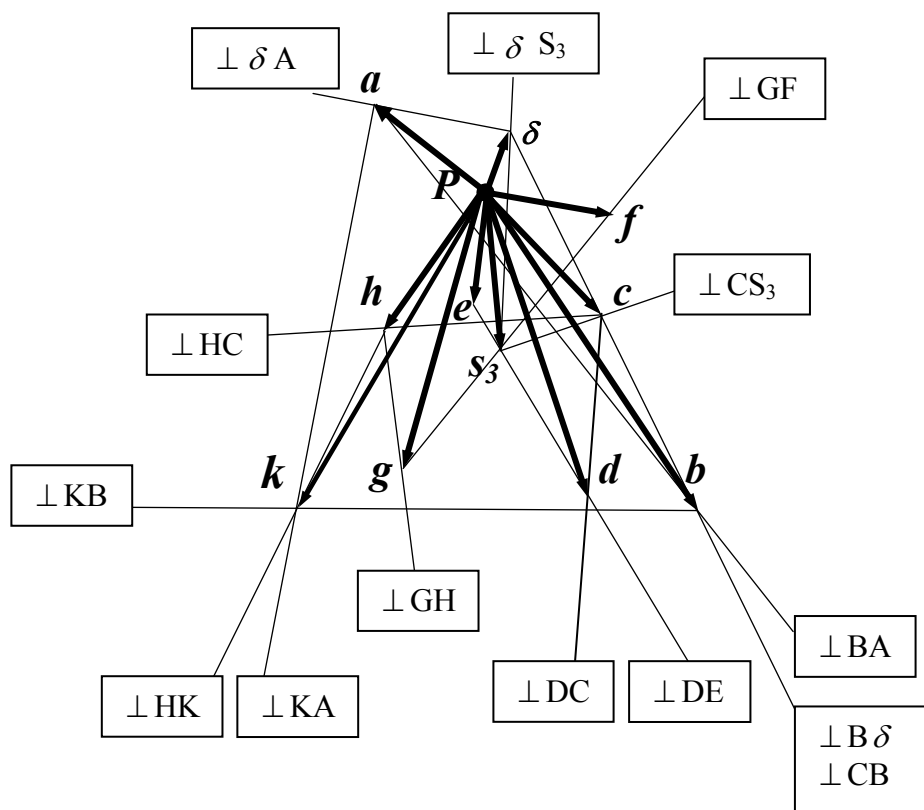 ⊥ δ A
⊥ δ S₃
a
⊥ GF
δ
P
f
h
e
c
⊥ CS₃
⊥ HC
s₃
k
g
d
b
⊥ KB
⊥ GH
⊥ BA
⊥ HK
⊥ KA
⊥ DC
⊥ DE
⊥ B δ
⊥ CB